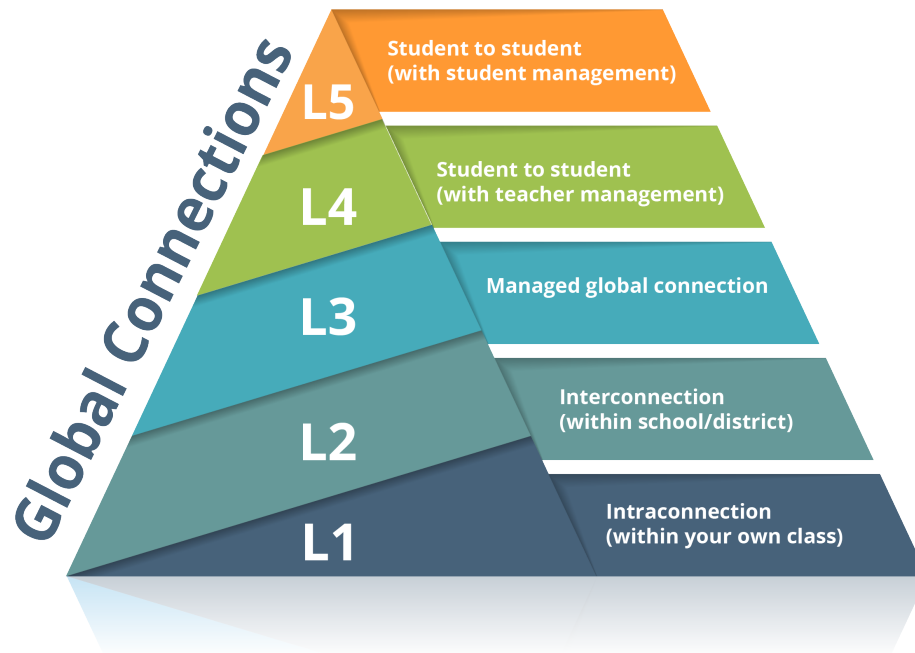 Global Connections
L5
Student to student
(with student management)
L4
Student to student
(with teacher management)
L3
Managed global connection
L2
Interconnection
(within school/district)
L1
Intraconnection
(within your own class)